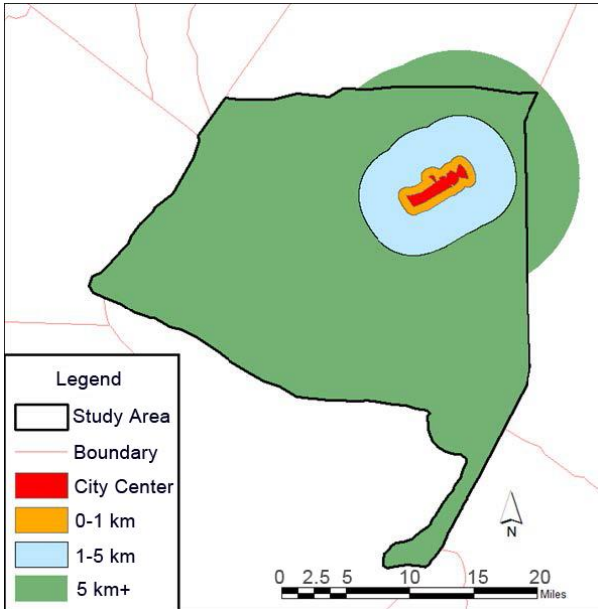 Legend
Study Area
Boundary
City Center
0-1 km
1-5 km
5 km+
N
0 2.5 5 10 15 20
Miles